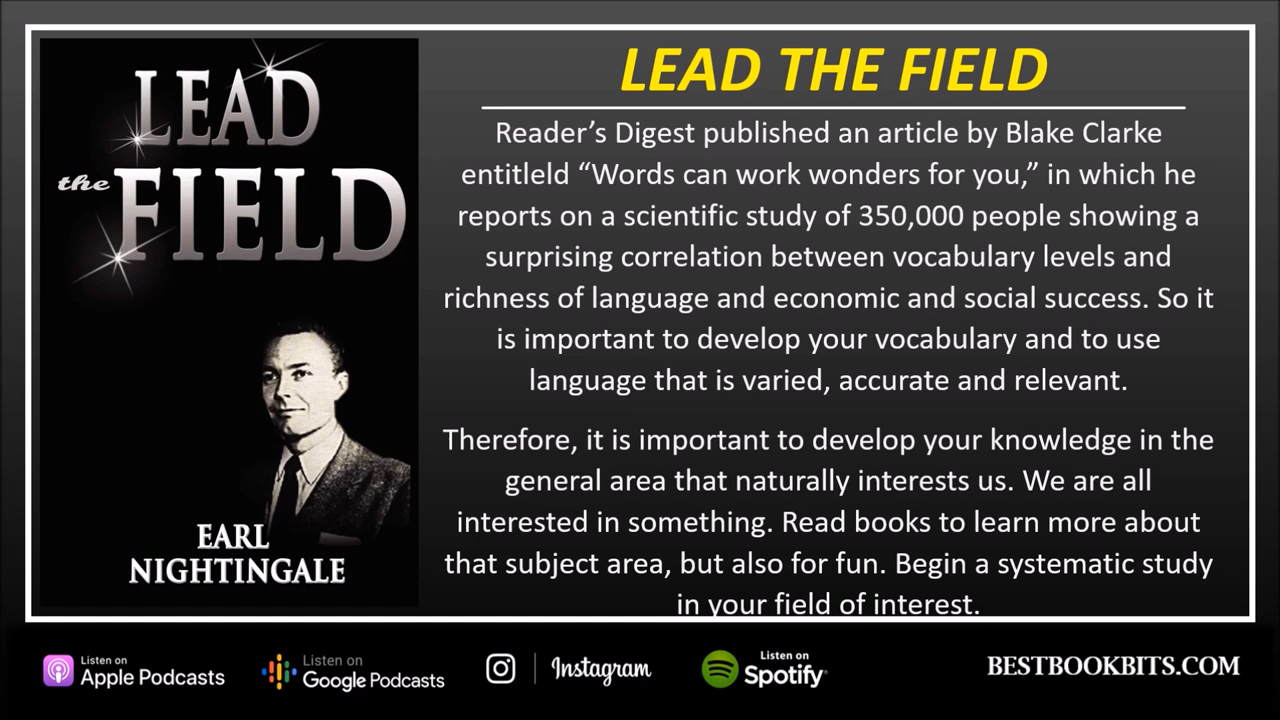 LEAD
the FIELD
EARL
NIGHTINGALE
LEAD THE FIELD
Reader’s Digest published an article by Blake Clarke
entitleld “Words can work wonders for you,” in which he
reports on a scientific study of 350,000 people showing a
surprising correlation between vocabulary levels and
richness of language and economic and social success. So it
is important to develop your vocabulary and to use
language that is varied, accurate and relevant.
Therefore, it is important to develop your knowledge in the
general area that naturally interests us. We are all
interested in something. Read books to learn more about
that subject area, but also for fun. Begin a systematic study
in your field of interest.
Listen on
Apple Podcasts
Listen on
Google Podcasts
Instagram
Listen on
Spotify
BESTBOOKBITS.COM